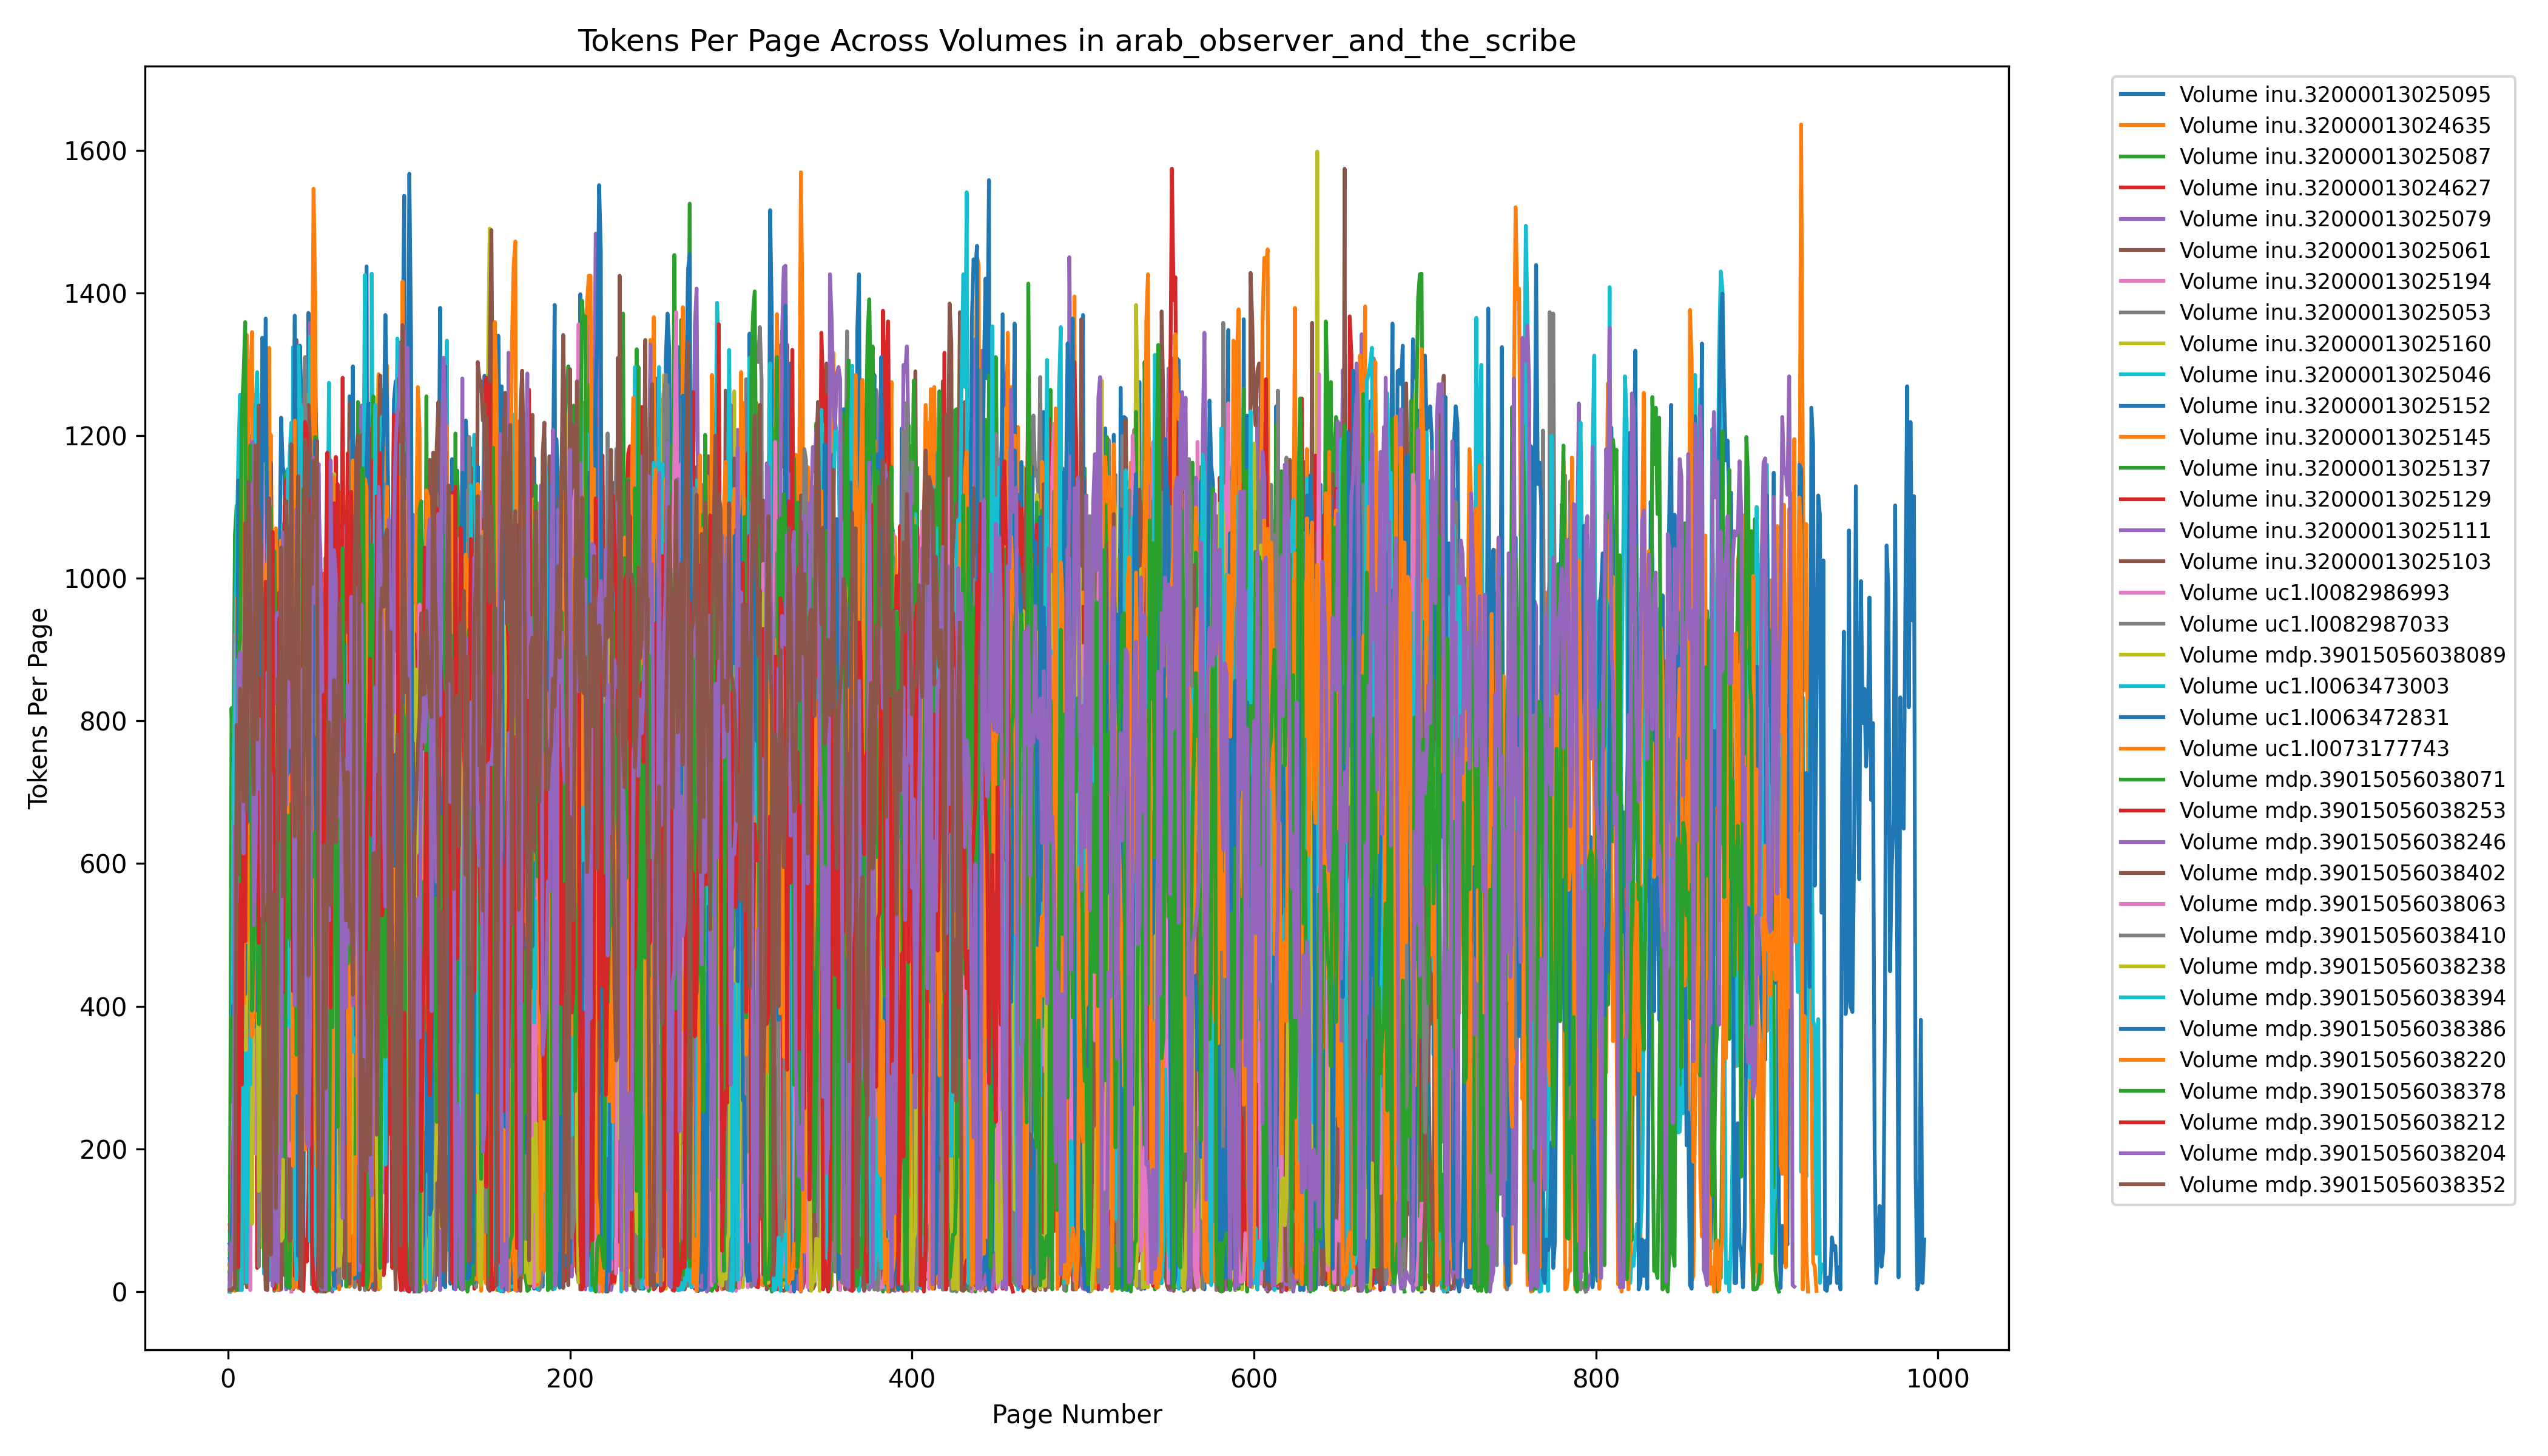 Tokens Per Page Across Volumes in arab_observer_and_the_scribe
Tokens Per Page
1600
1400
1200
1000
800
600
400
200
0
0 200 400 600 800 1000
Page Number
Volume inu.32000013025095
Volume inu.32000013024635
Volume inu.32000013025087
Volume inu.32000013024627
Volume inu.32000013025079
Volume inu.32000013025061
Volume inu.32000013025194
Volume inu.32000013025053
Volume inu.32000013025160
Volume inu.32000013025046
Volume inu.32000013025152
Volume inu.32000013025145
Volume inu.32000013025137
Volume inu.32000013025129
Volume inu.32000013025111
Volume inu.32000013025103
Volume uc1.l0082986993
Volume uc1.l0082987033
Volume mdp.39015056038089
Volume uc1.l0063473003
Volume uc1.l0063472831
Volume uc1.l0073177743
Volume mdp.39015056038071
Volume mdp.39015056038253
Volume mdp.39015056038246
Volume mdp.39015056038402
Volume mdp.39015056038063
Volume mdp.39015056038410
Volume mdp.39015056038238
Volume mdp.39015056038394
Volume mdp.39015056038386
Volume mdp.39015056038220
Volume mdp.39015056038378
Volume mdp.39015056038212
Volume mdp.39015056038204
Volume mdp.39015056038352